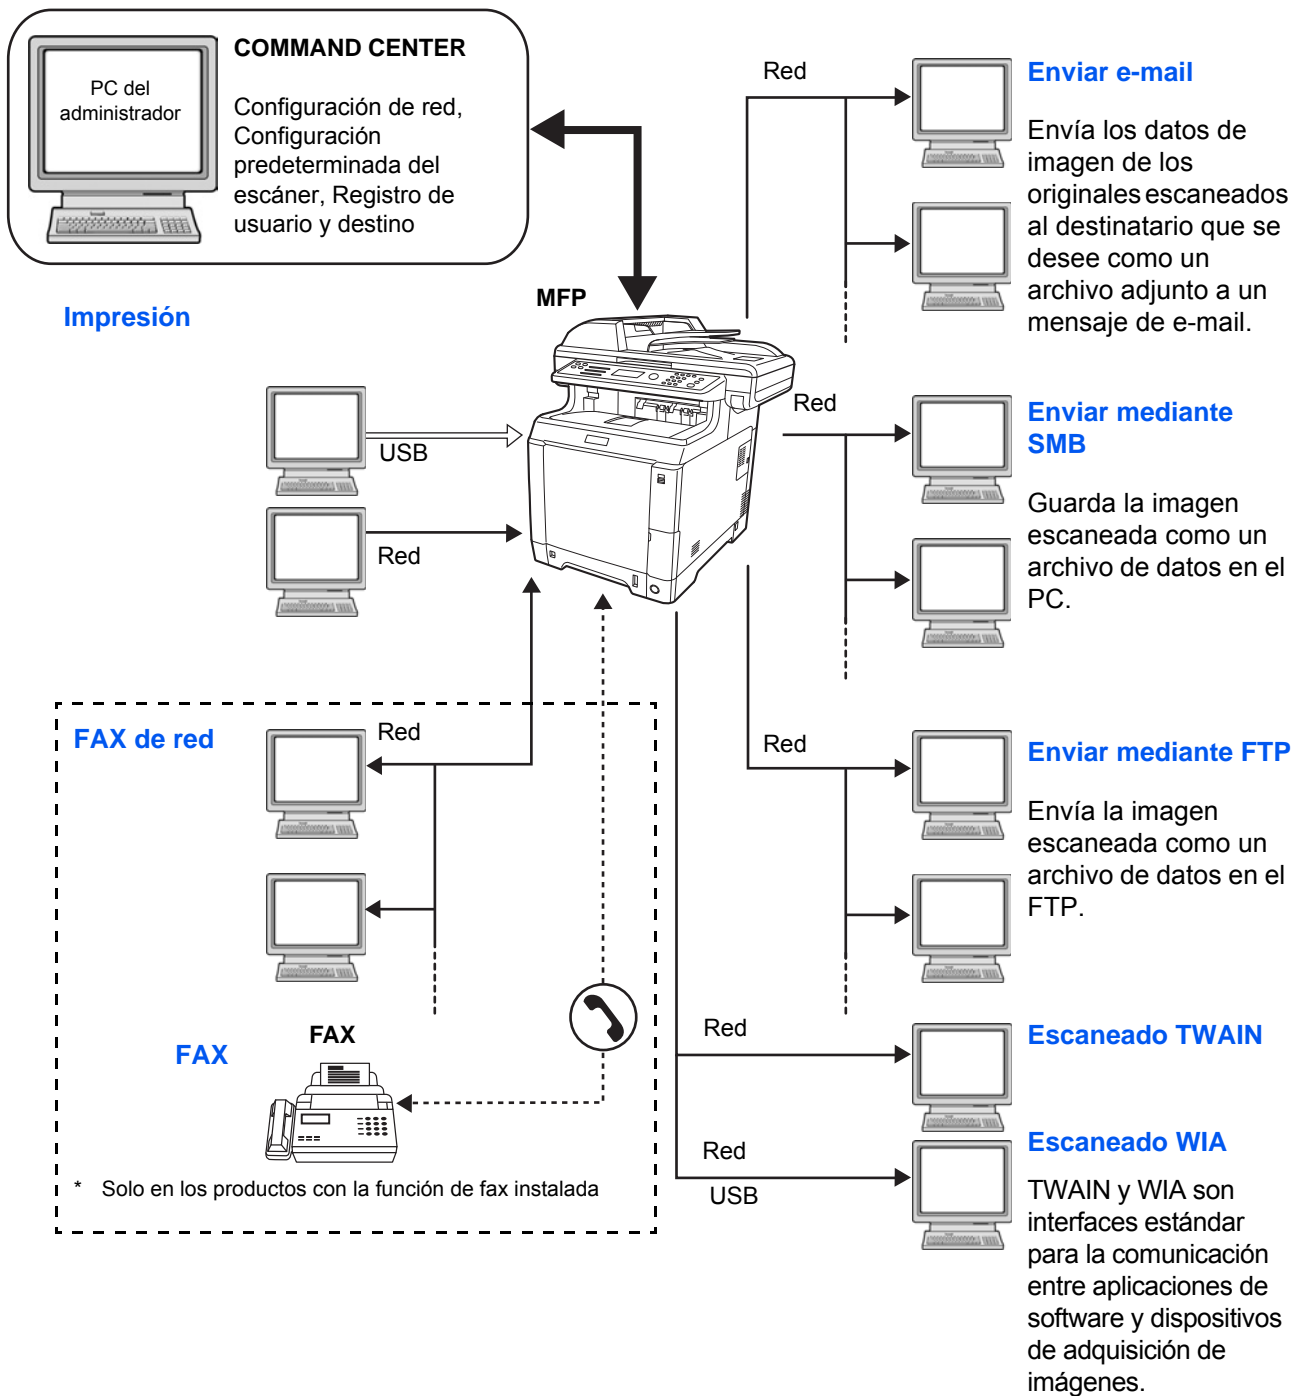 COMMAND CENTER
PC del
administrador
Configuración de red,
Configuración
predeterminada del
escáner, Registro de
usuario y destino
Impresión
MFP
USB
Red
Red
Enviar e-mail
Envía los datos de
imagen de los
originales escaneados
al destinatario que se
desee como un
archivo adjunto a un
mensaje de e-mail.
Red
Enviar mediante
SMB
Guarda la imagen
escaneada como un
archivo de datos en el
PC.
FAX de red
Red
Red
Enviar mediante FTP
Envía la imagen
escaneada como un
archivo de datos en el
FTP.
FAX
FAX
* Solo en los productos con la función de fax instalada
Red
Escaneado TWAIN
Red
USB
Escaneado WIA
TWAIN y WIA son
interfaces estándar
para la comunicación
entre aplicaciones de
software y dispositivos
de adquisición de
imágenes.